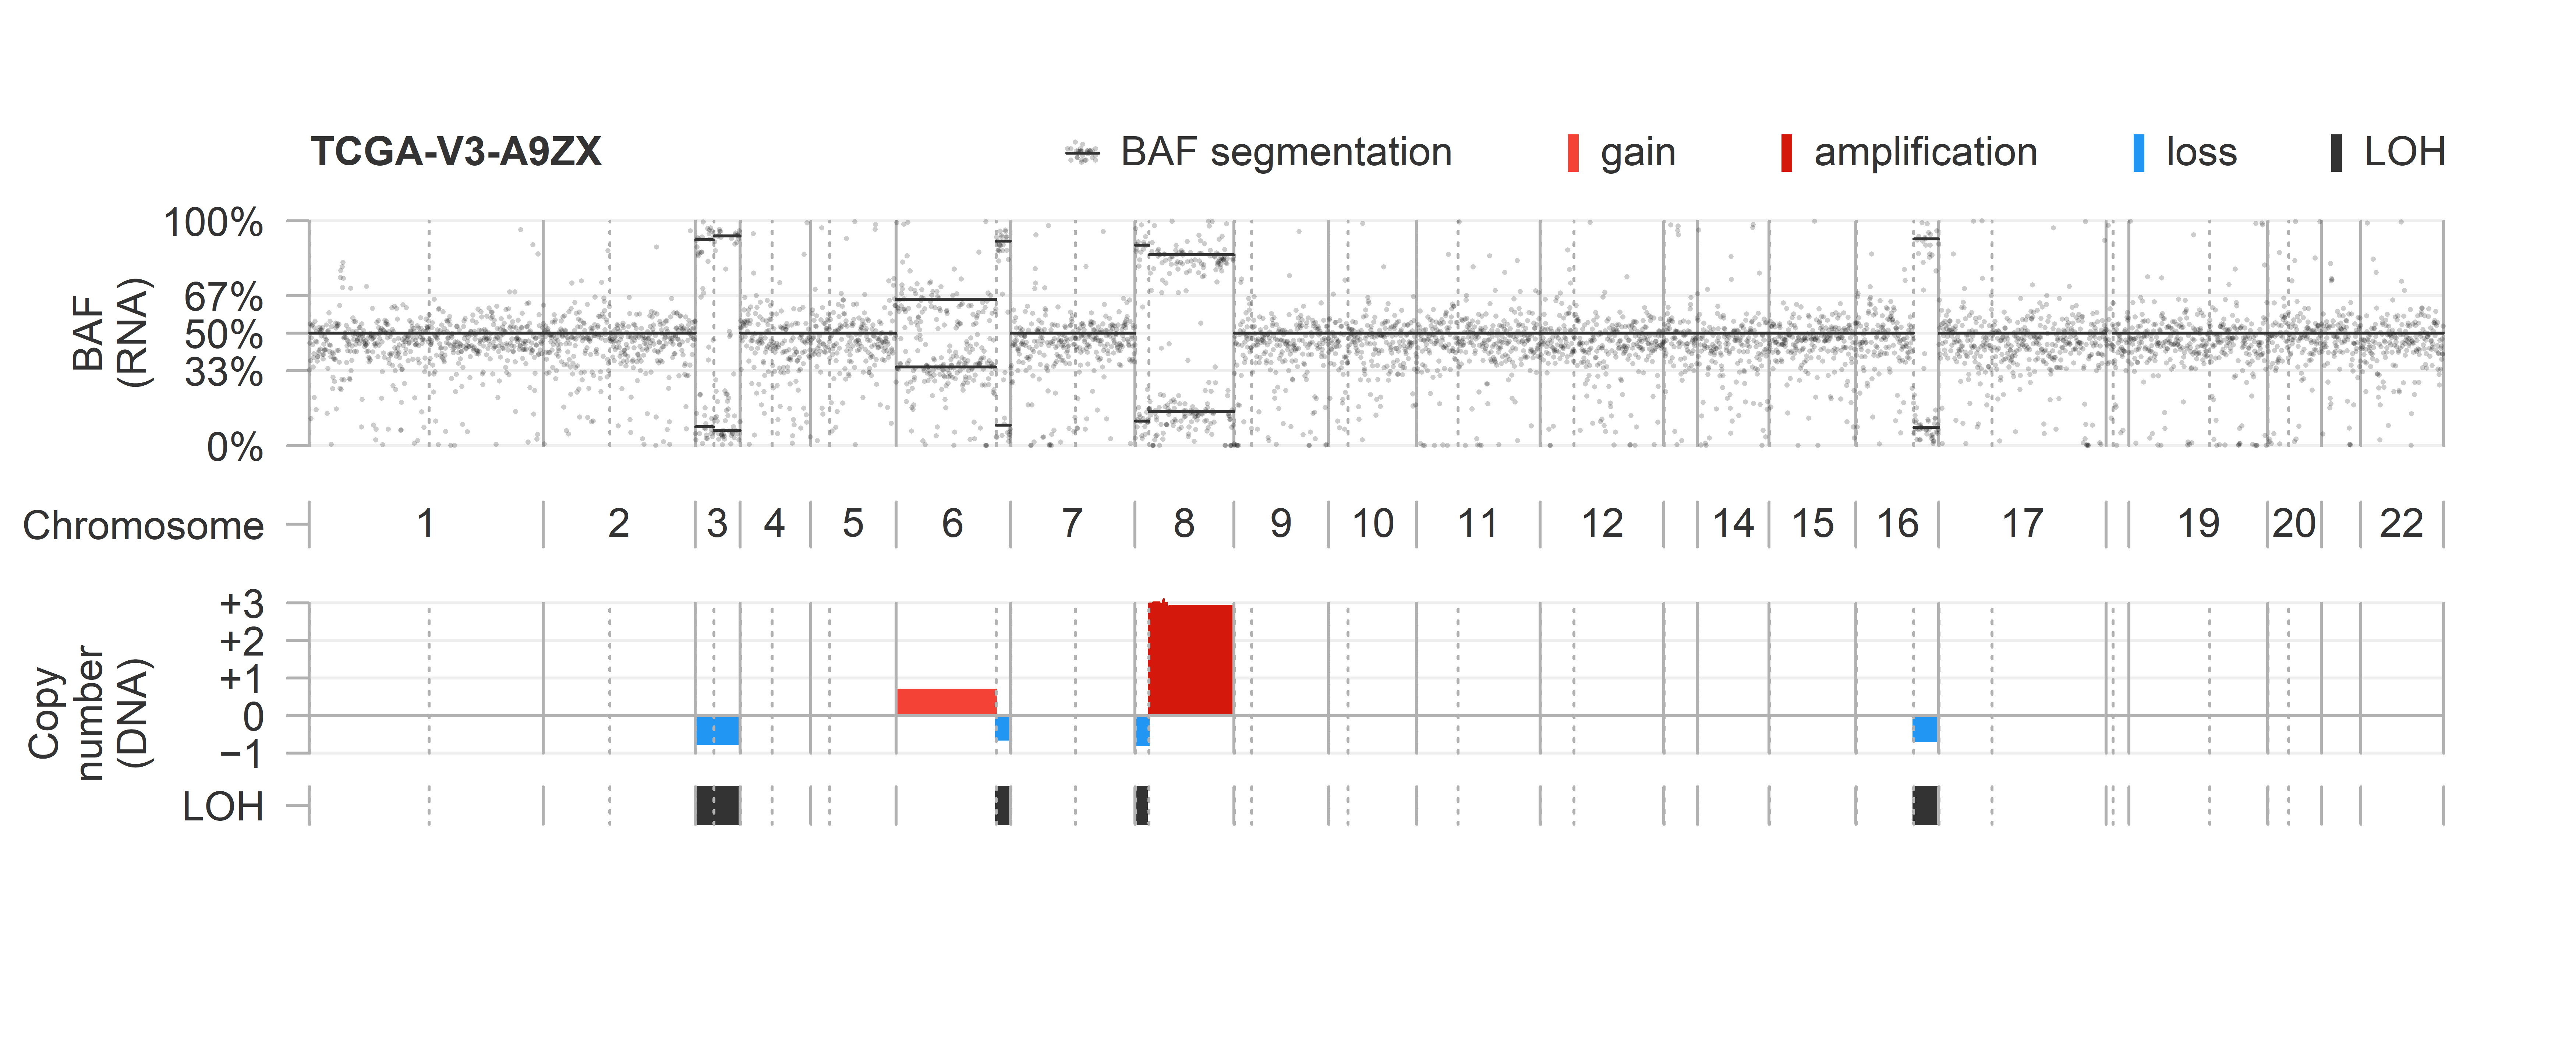 TCGA-V3-A9ZX
BAF segmentation
gain
amplification
loss
LOH
BAF
(RNA)
100%
67%
50%
33%
0%
Chromosome
1 2 3 4 5 6 7 8 9 10 11 12 14 15 16 17 19 20 22
Copy
number
(DNA)
+3
+2
+1
0
−1
LOH